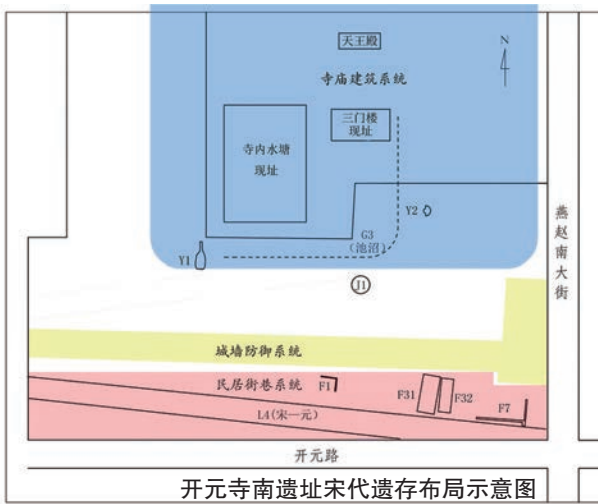 天王殿
N
寺庙建筑系统
三门楼
现址
寺内水塘
现址
Y2
G3
(池沼)
Y1
J1
燕赵南大街
城墙防御系统
民居街巷系统
F1
F31
F32
F7
L4(宋一元)
开元路
开元寺南遗址宋代遗存布局示意图